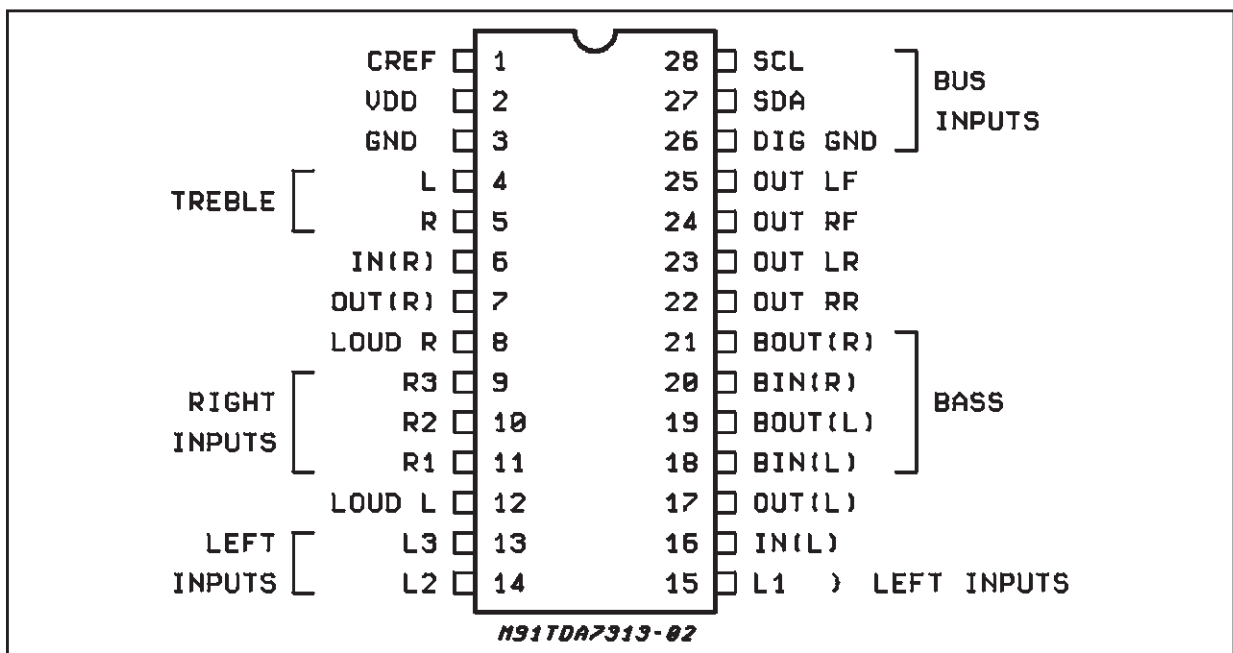 CREF 1 28 SCL
VDD 2 27 SDA
GND 3 26 DIG GND
BUS
INPUTS
L 4 25 OUT LF
TREBLE
R 5 24 OUT RF
IN(R) 6 23 OUT LR
OUT(R) 7 22 OUT RR
LOUD R 8 21 BOUT(R)
R3 9 20 BIN(R)
RIGHT
INPUTS
BASS
R2 10 19 BOUT(L)
R1 11 18 BIN(L)
LOUD L 12 17 OUT(L)
LEFT
INPUTS
L3 13 16 IN(L)
L2 14 15 L1 ) LEFT INPUTS
M91TDA7313-02